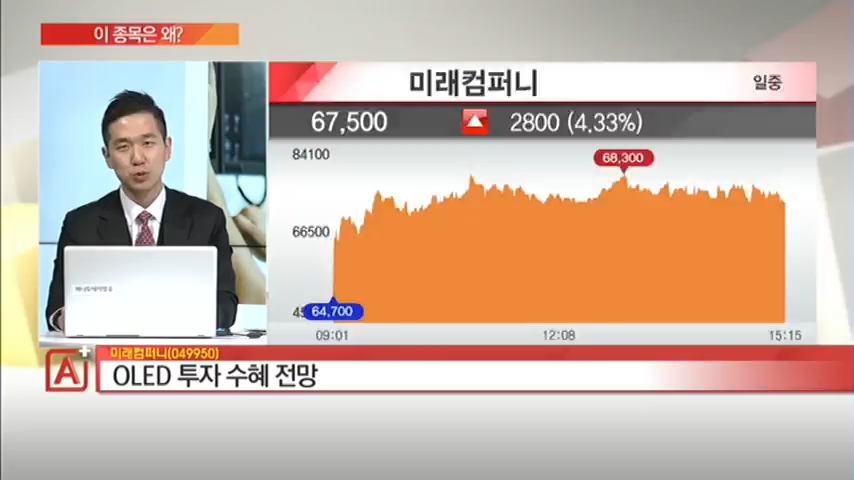 이 종목은 왜?
미래컴퍼니
일중
67,500 2800 (4,33%)
84100
68,300
66500
64,700
09:01 12:08 15:15
미래컴퍼니(049950)
A+
OLED 투자 수혜 전망